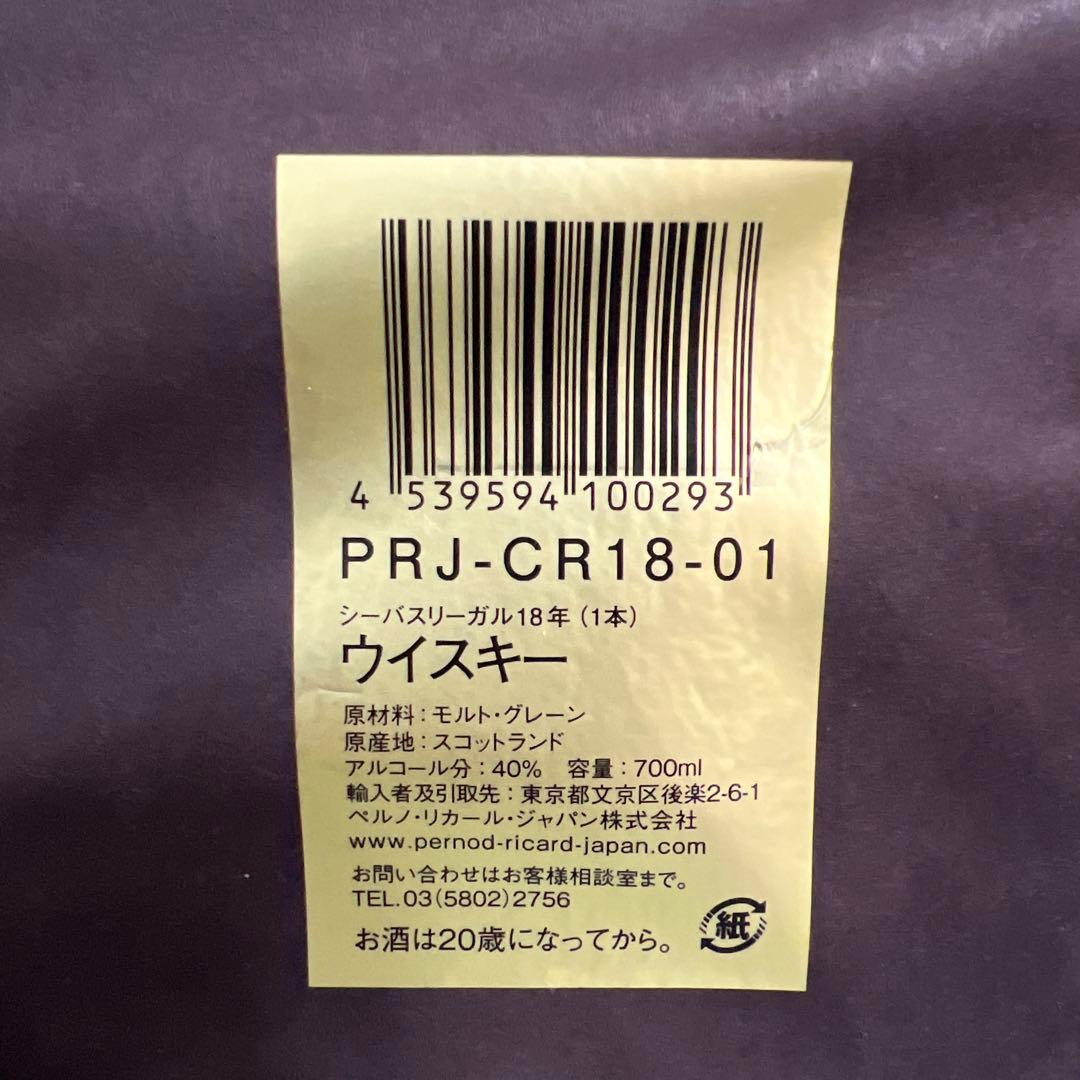 4 539594 100293
PRJ-CR18-01
シーバスリーガル18年（1本）
ウイスキー
原材料：モルト・グレーン
原産地：スコットランド
アルコール分：40%　容量：700ml
輸入者及引取先：東京都文京区後楽2-6-1
ペルノ・リカール・ジャパン株式会社
www.pernod-ricard-japan.com
お問い合わせはお客様相談室まで。
TEL.03(5802)2756
お酒は20歳になってから。
紙